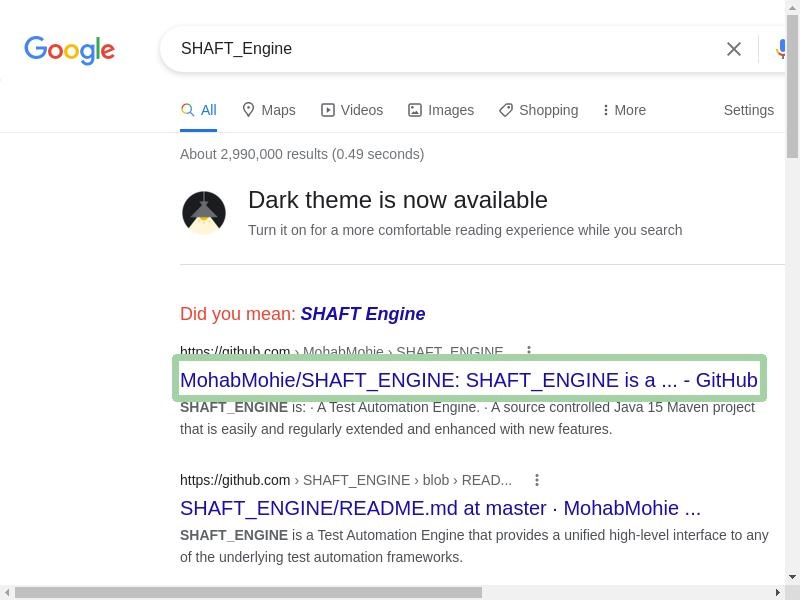 Google
SHAFT_Engine
All Maps Videos Images Shopping More Settings
About 2,990,000 results (0.49 seconds)
Dark theme is now available
Turn it on for a more comfortable reading experience while you search
Did you mean: SHAFT Engine
https://github.com › MohabMohie › SHAFT_ENGINE
MohabMohie/SHAFT_ENGINE: SHAFT_ENGINE is a ... - GitHub
SHAFT_ENGINE is: · A Test Automation Engine. · A source controlled Java 15 Maven project
that is easily and regularly extended and enhanced with new features.
https://github.com › SHAFT_ENGINE › blob › READ...
SHAFT_ENGINE/README.md at master · MohabMohie ...
SHAFT_ENGINE is a Test Automation Engine that provides a unified high-level interface to any
of the underlying test automation frameworks.